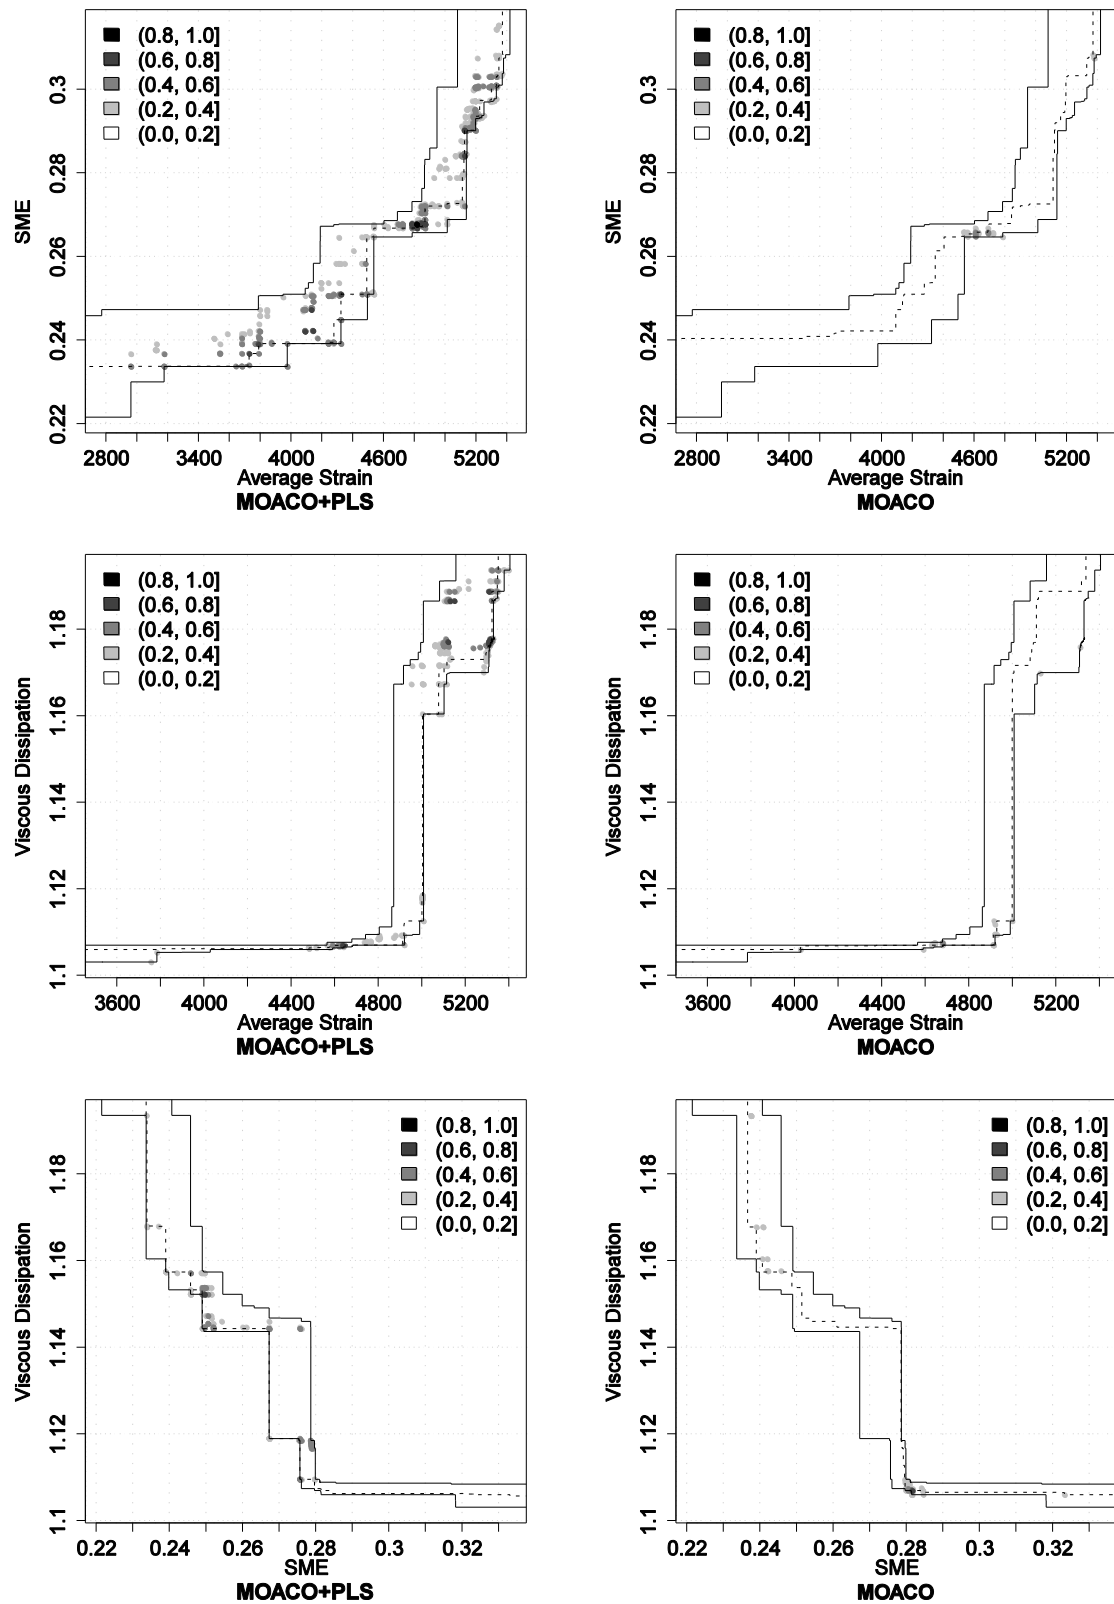 (0.8, 1.0]
(0.6, 0.8]
(0.4, 0.6]
(0.2, 0.4]
(0.0, 0.2]
SME
0.22 0.24 0.26 0.28 0.3
2800 3400 4000 4600 5200
Average Strain
MOACO+PLS
(0.8, 1.0]
(0.6, 0.8]
(0.4, 0.6]
(0.2, 0.4]
(0.0, 0.2]
SME
0.22 0.24 0.26 0.28 0.3
2800 3400 4000 4600 5200
Average Strain
MOACO
(0.8, 1.0]
(0.6, 0.8]
(0.4, 0.6]
(0.2, 0.4]
(0.0, 0.2]
Viscous Dissipation
1.1 1.12 1.14 1.16 1.18
3600 4000 4400 4800 5200
Average Strain
MOACO+PLS
(0.8, 1.0]
(0.6, 0.8]
(0.4, 0.6]
(0.2, 0.4]
(0.0, 0.2]
Viscous Dissipation
1.1 1.12 1.14 1.16 1.18
3600 4000 4400 4800 5200
Average Strain
MOACO
(0.8, 1.0]
(0.6, 0.8]
(0.4, 0.6]
(0.2, 0.4]
(0.0, 0.2]
Viscous Dissipation
1.1 1.12 1.14 1.16 1.18
0.22 0.24 0.26 0.28 0.3 0.32
SME
MOACO+PLS
(0.8, 1.0]
(0.6, 0.8]
(0.4, 0.6]
(0.2, 0.4]
(0.0, 0.2]
Viscous Dissipation
1.1 1.12 1.14 1.16 1.18
0.22 0.24 0.26 0.28 0.3 0.32
SME
MOACO